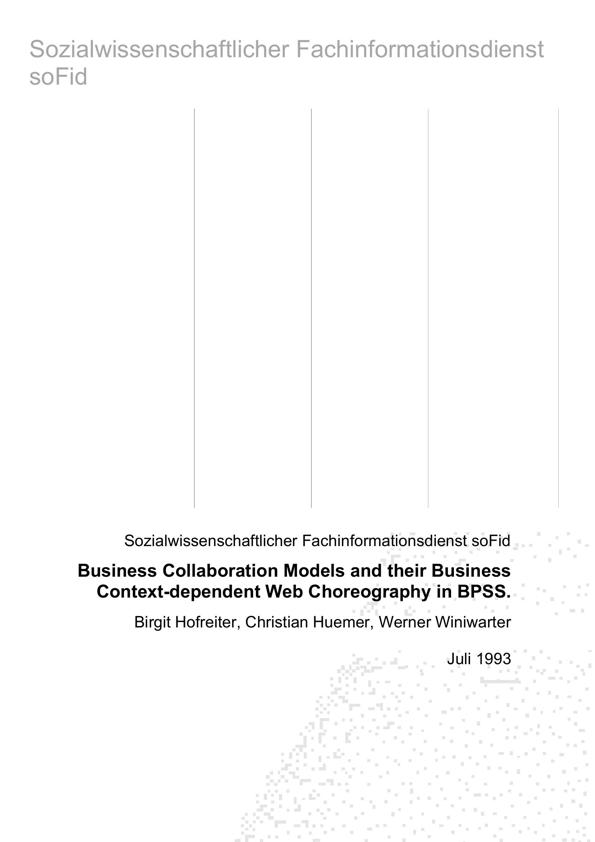 Sozialwissenschaftlicher Fachinformationsdienst
soFid
Sozialwissenschaftlicher Fachinformationsdienst soFid
Business Collaboration Models and their Business
Context-dependent Web Choreography in BPSS.
Birgit Hofreiter, Christian Huemer, Werner Winiwarter
Juli 1993